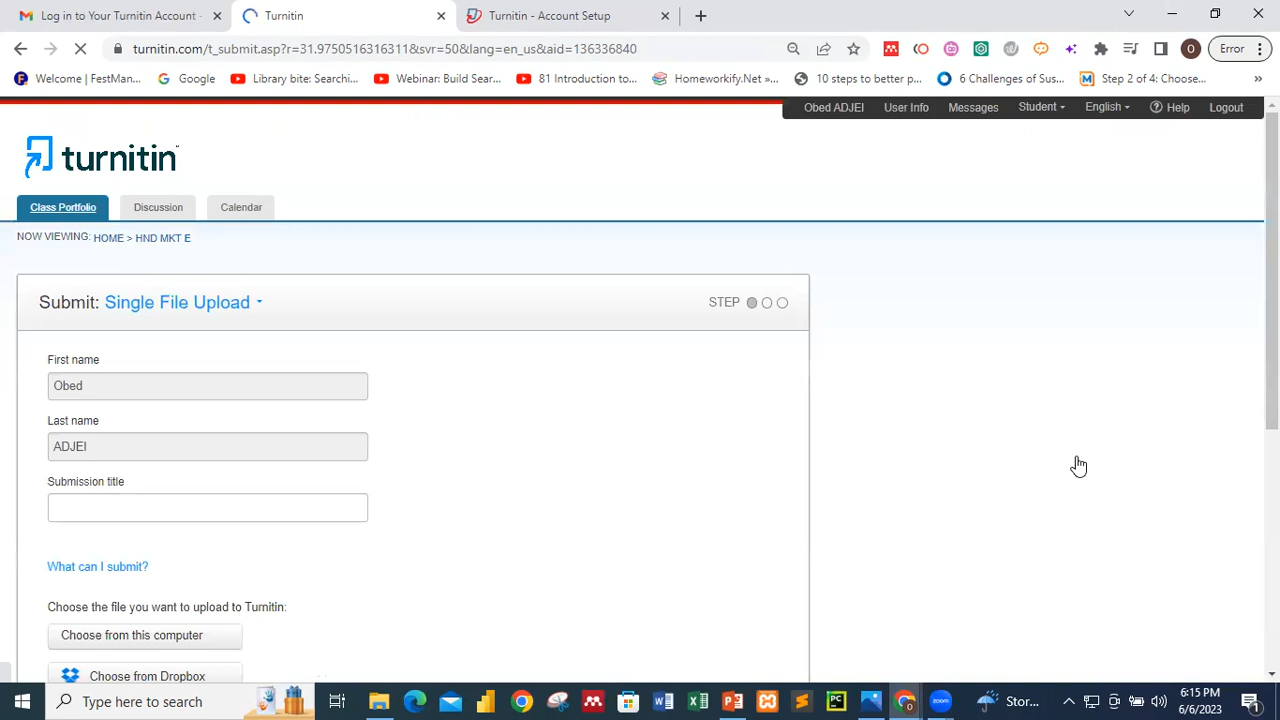 Log in to Your Turnitin Account -
Turnitin
Turnitin - Account Setup
turnitin.com/t_submit.asp?r=31.9750516316311&svr=50&lang=en_us&aid=136336840
Error
Welcome | FestMan...
Google
Library bite: Searchi...
Webinar: Build Sear...
81 Introduction to...
Homeworkify.Net »...
10 steps to better p...
6 Challenges of Sus...
Step 2 of 4: Choose...
»
Obed ADJEI
User Info
Messages
Student
English
Help
Logout
turnitin
Class Portfolio
Discussion
Calendar
NOW VIEWING: HOME > HND MKT E
Submit: Single File Upload
STEP
First name
Obed
Last name
ADJEI
Submission title
What can I submit?
Choose the file you want to upload to Turnitin:
Choose from this computer
Choose from Dropbox
Type here to search
Stor...
6:15 PM
6/6/2023